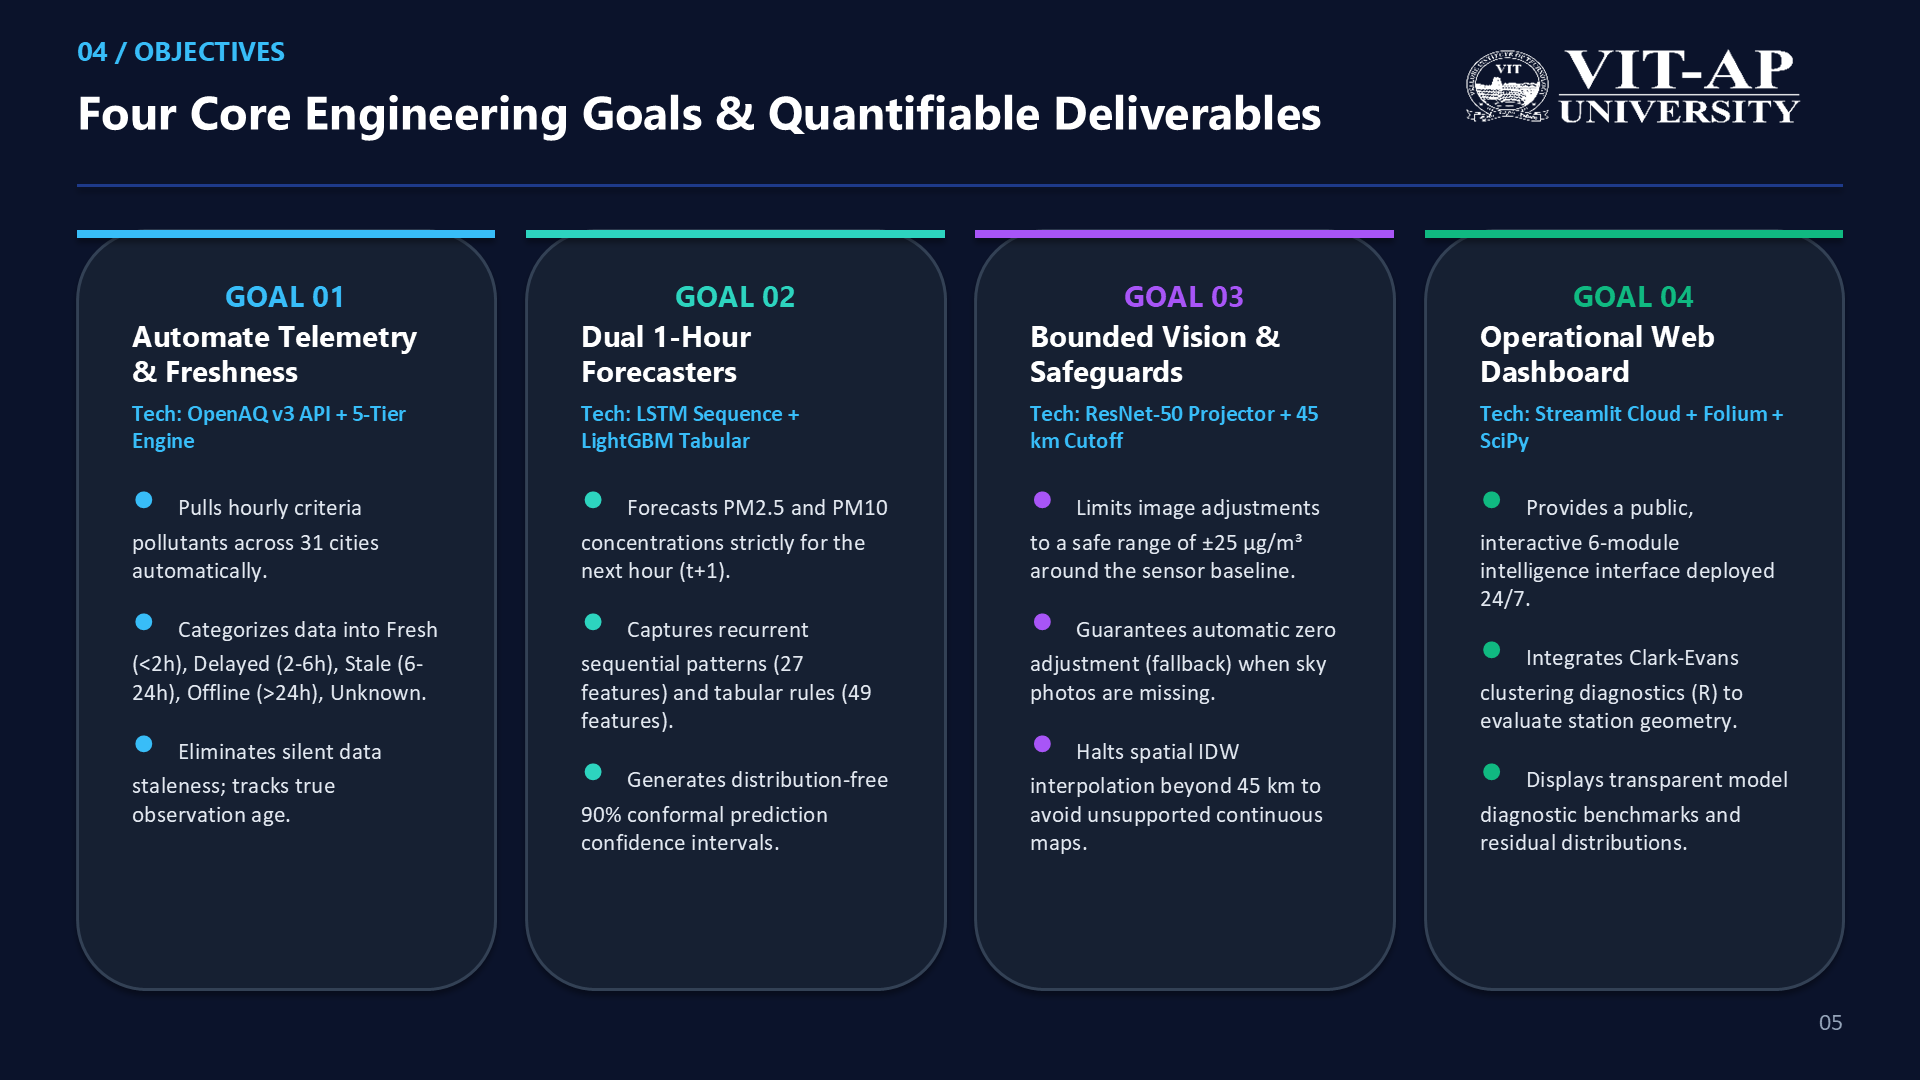 04 / OBJECTIVES
Four Core Engineering Goals & Quantifiable Deliverables
VIT
VIT-AP
UNIVERSITY
GOAL 01
Automate Telemetry
& Freshness
Tech: OpenAQ v3 API + 5-Tier
Engine
● Pulls hourly criteria
pollutants across 31 cities
automatically.
● Categorizes data into Fresh
(<2h), Delayed (2-6h), Stale (6-
24h), Offline (>24h), Unknown.
● Eliminates silent data
staleness; tracks true
observation age.
GOAL 02
Dual 1-Hour
Forecasters
Tech: LSTM Sequence +
LightGBM Tabular
● Forecasts PM2.5 and PM10
concentrations strictly for the
next hour (t+1).
● Captures recurrent
sequential patterns (27
features) and tabular rules (49
features).
● Generates distribution-free
90% conformal prediction
confidence intervals.
GOAL 03
Bounded Vision &
Safeguards
Tech: ResNet-50 Projector + 45
km Cutoff
● Limits image adjustments
to a safe range of ±25 µg/m³
around the sensor baseline.
● Guarantees automatic zero
adjustment (fallback) when sky
photos are missing.
● Halts spatial IDW
interpolation beyond 45 km to
avoid unsupported continuous
maps.
GOAL 04
Operational Web
Dashboard
Tech: Streamlit Cloud + Folium +
SciPy
● Provides a public,
interactive 6-module
intelligence interface deployed
24/7.
● Integrates Clark-Evans
clustering diagnostics (R) to
evaluate station geometry.
● Displays transparent model
diagnostic benchmarks and
residual distributions.
05